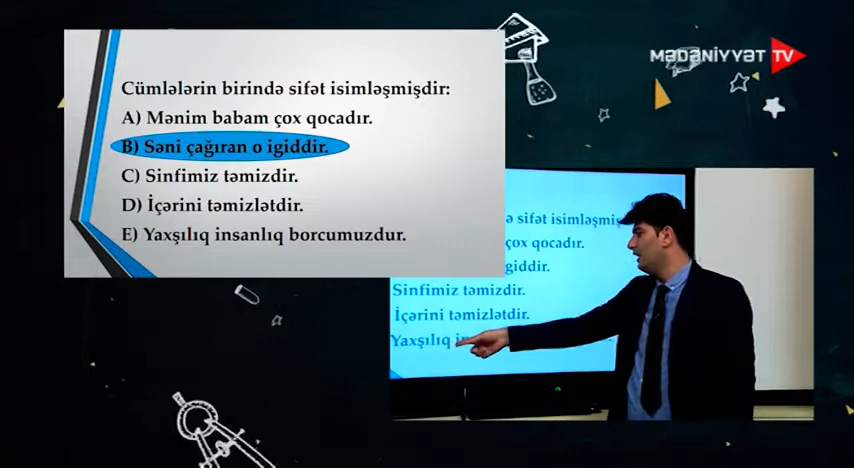 Cümlələrin birində sifət isimləşmişdir:
A) Mənim babam çox qocadır.
B) Səni çağıran o igiddir.
C) Sinfimiz təmizdir.
D) İçərini təmizlətdir.
E) Yaxşılıq insanlıq borcumuzdur.
MƏDƏNİYYƏT TV
sifət isimləşmiş
çox qocadır.
igiddir.
Sinfimiz təmizdir.
İçərini təmizlətdir.
Yaxşılıq